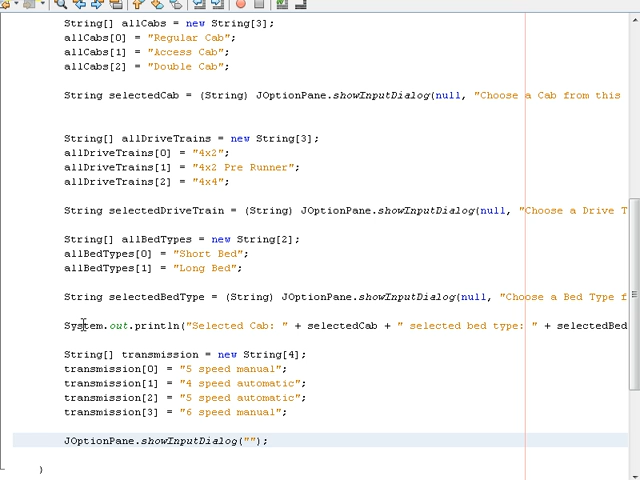 String[] allCabs = new String[3];
allCabs[0] = "Regular Cab";
allCabs[1] = "Access Cab";
allCabs[2] = "Double Cab";
String selectedCab = (String) JOptionPane.showInputDialog(null, "Choose a Cab from this
String[] allDriveTrains = new String[3];
allDriveTrains[0] = "4x2";
allDriveTrains[1] = "4x2 Pre Runner";
allDriveTrains[2] = "4x4";
String selectedDriveTrain = (String) JOptionPane.showInputDialog(null, "Choose a Drive T
String[] allBedTypes = new String[2];
allBedTypes[0] = "Short Bed";
allBedTypes[1] = "Long Bed";
String selectedBedType = (String) JOptionPane.showInputDialog(null, "Choose a Bed Type f
System.out.println("Selected Cab: " + selectedCab + " selected bed type: " + selectedBed
String[] transmission = new String[4];
transmission[0] = "5 speed manual";
transmission[1] = "4 speed automatic";
transmission[2] = "5 speed automatic";
transmission[3] = "6 speed manual";
JOptionPane.showInputDialog("");
}